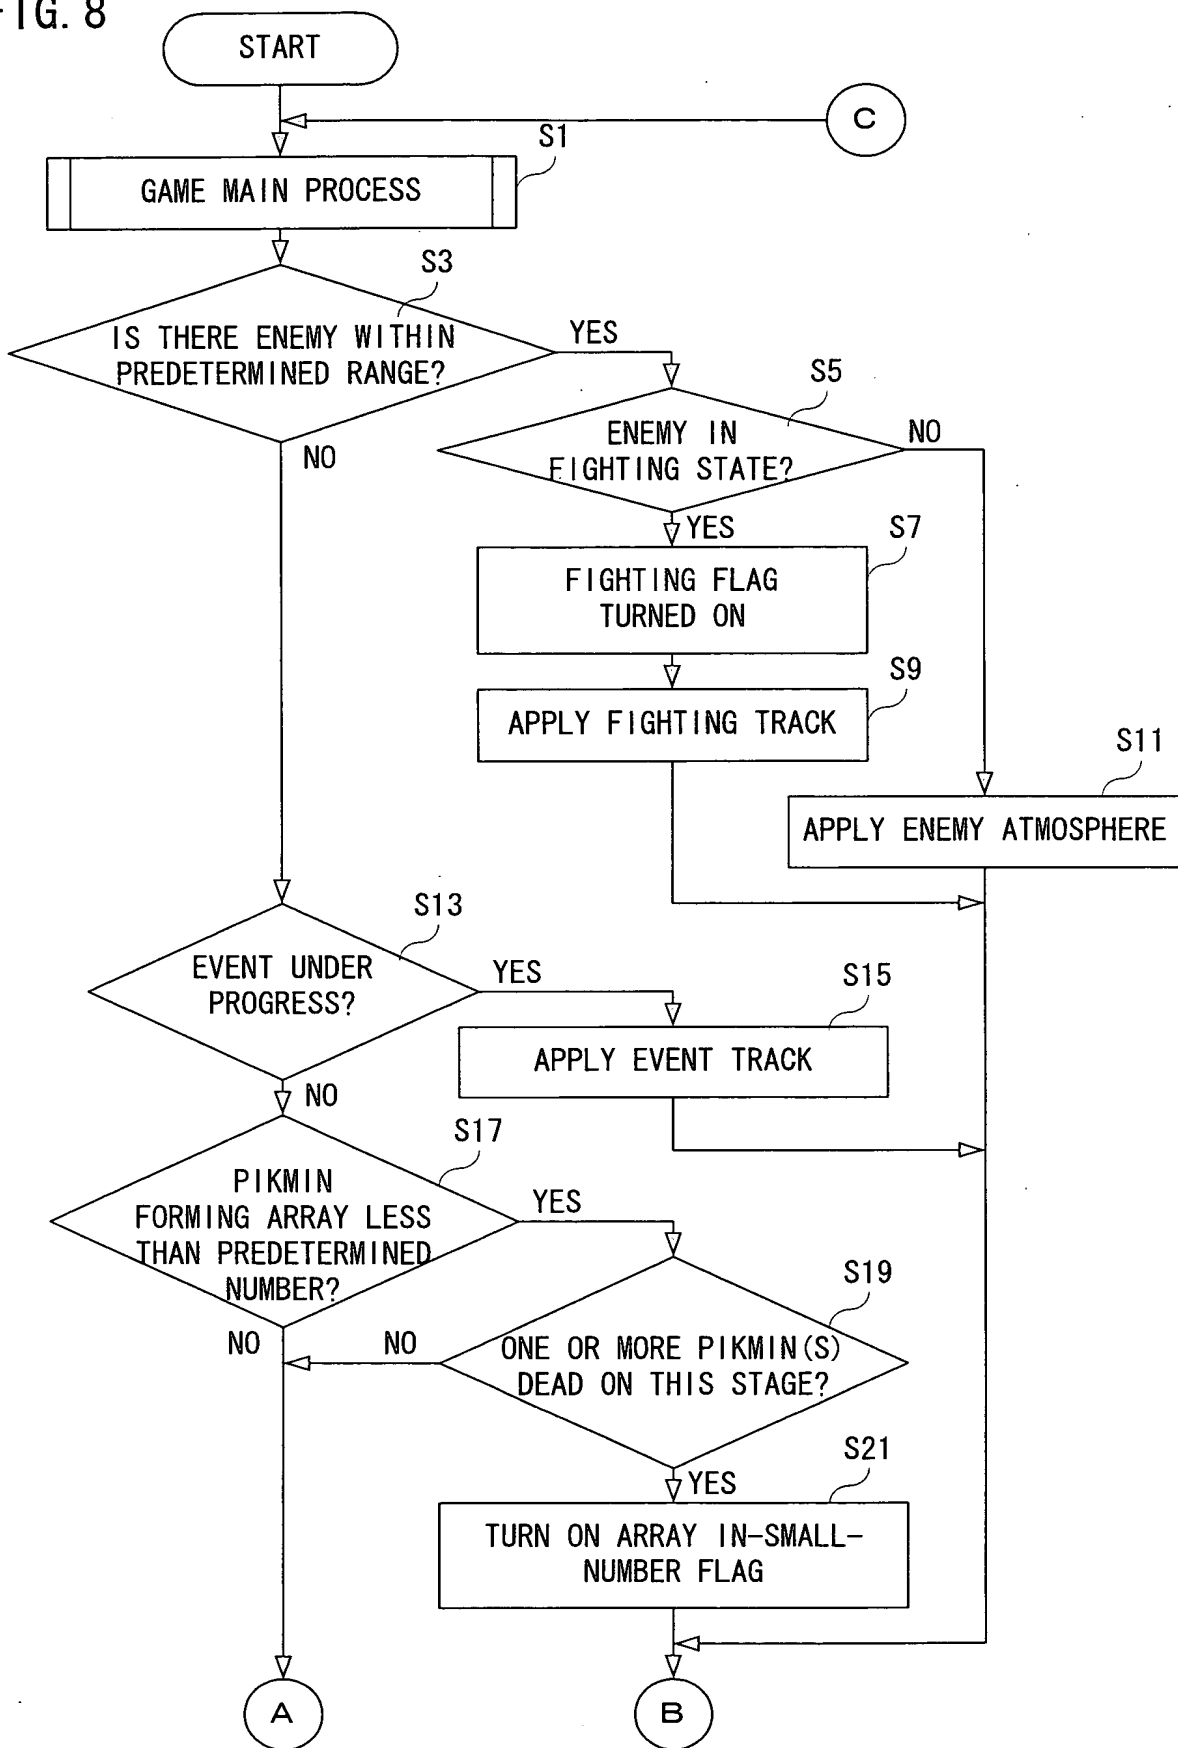 FIG. 8
START
C
S1
GAME MAIN PROCESS
S3
IS THERE ENEMY WITHIN
PREDETERMINED RANGE?
YES
NO
S5
ENEMY IN
FIGHTING STATE?
NO
YES
S7
FIGHTING FLAG
TURNED ON
S9
APPLY FIGHTING TRACK
S11
APPLY ENEMY ATMOSPHERE
S13
EVENT UNDER
PROGRESS?
YES
NO
S15
APPLY EVENT TRACK
S17
PIKMIN
FORMING ARRAY LESS
THAN PREDETERMINED
NUMBER?
YES
NO
S19
ONE OR MORE PIKMIN(S)
DEAD ON THIS STAGE?
NO
YES
S21
TURN ON ARRAY IN-SMALL-
NUMBER FLAG
A
B